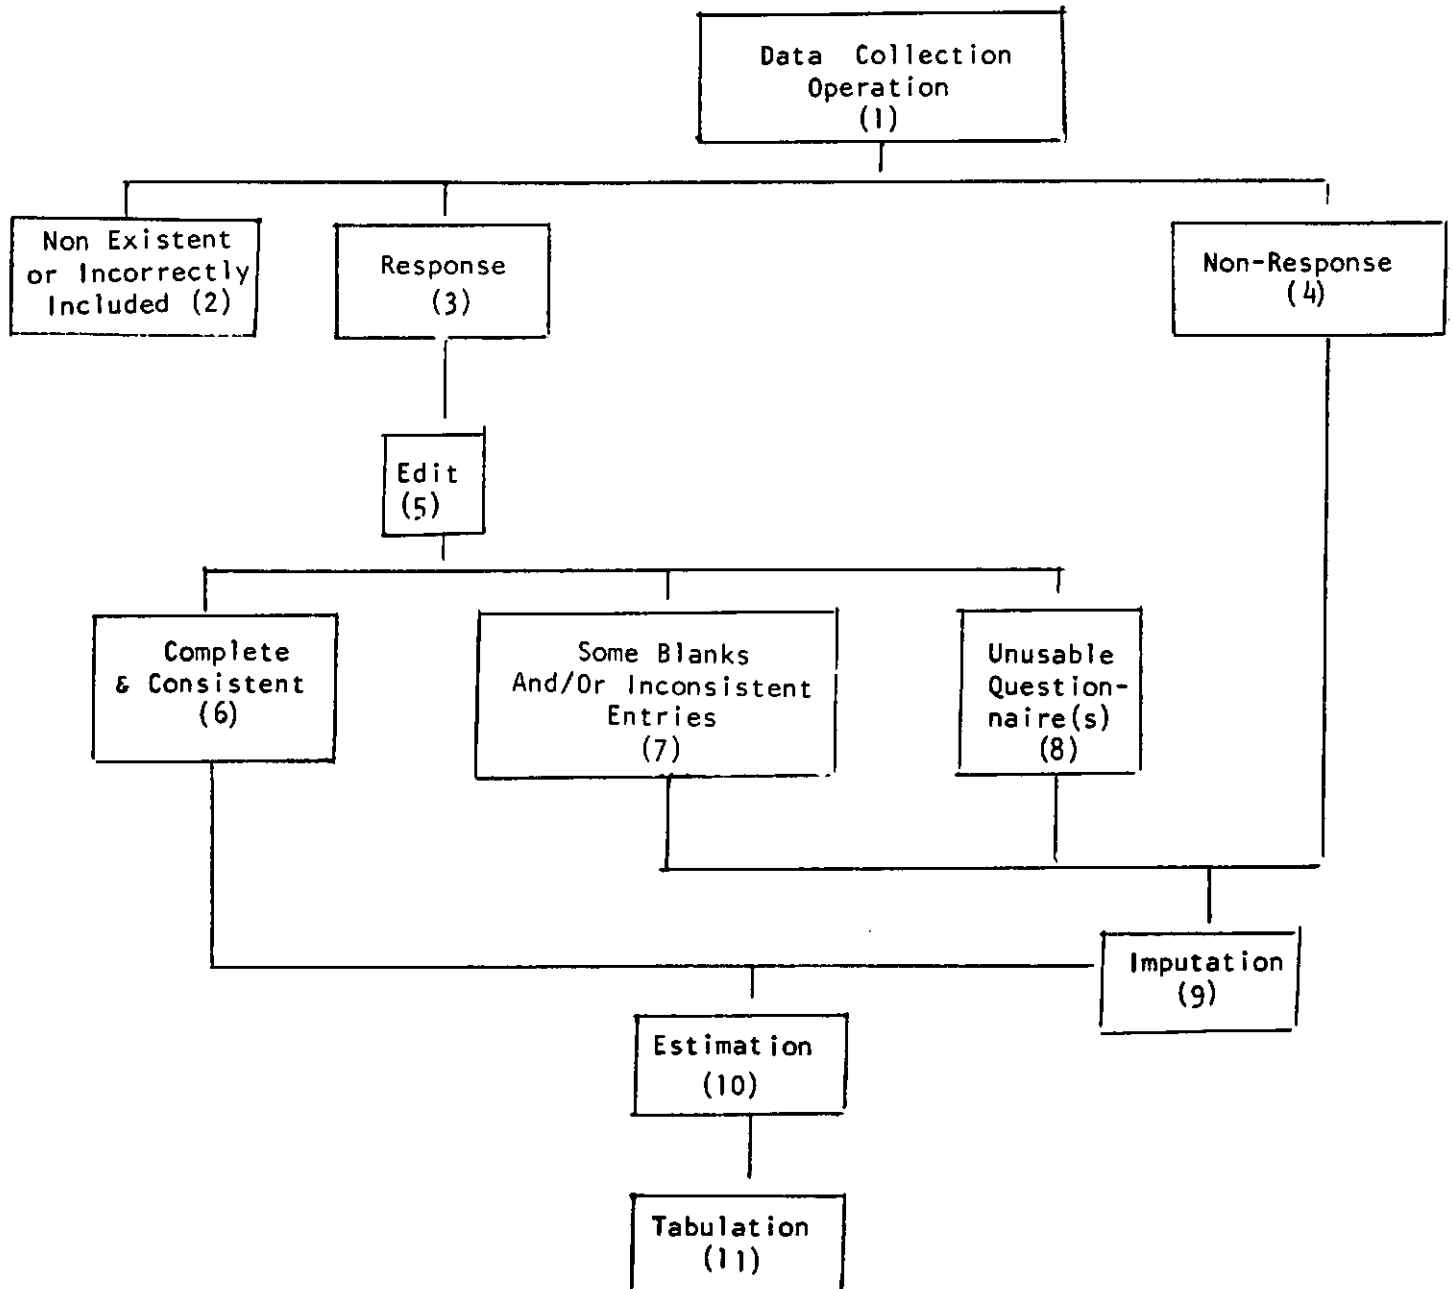 Data Collection
Operation
(1)
Non Existent
or Incorrectly
Included (2)
Response
(3)
Non-Response
(4)
Edit
(5)
Complete
& Consistent
(6)
Some Blanks
And/Or Inconsistent
Entries
(7)
Unusable
Question-
naire(s)
(8)
Imputation
(9)
Estimation
(10)
Tabulation
(11)